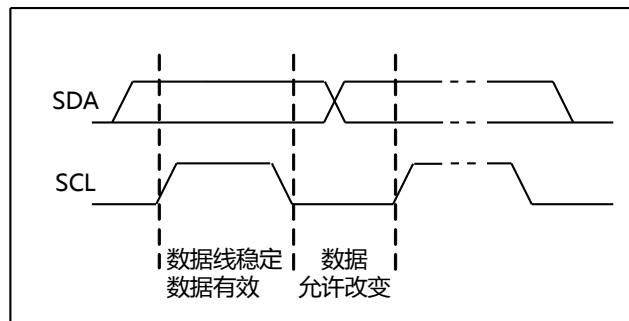 SDA
SCL
数据线稳定
数据有效
数据
允许改变